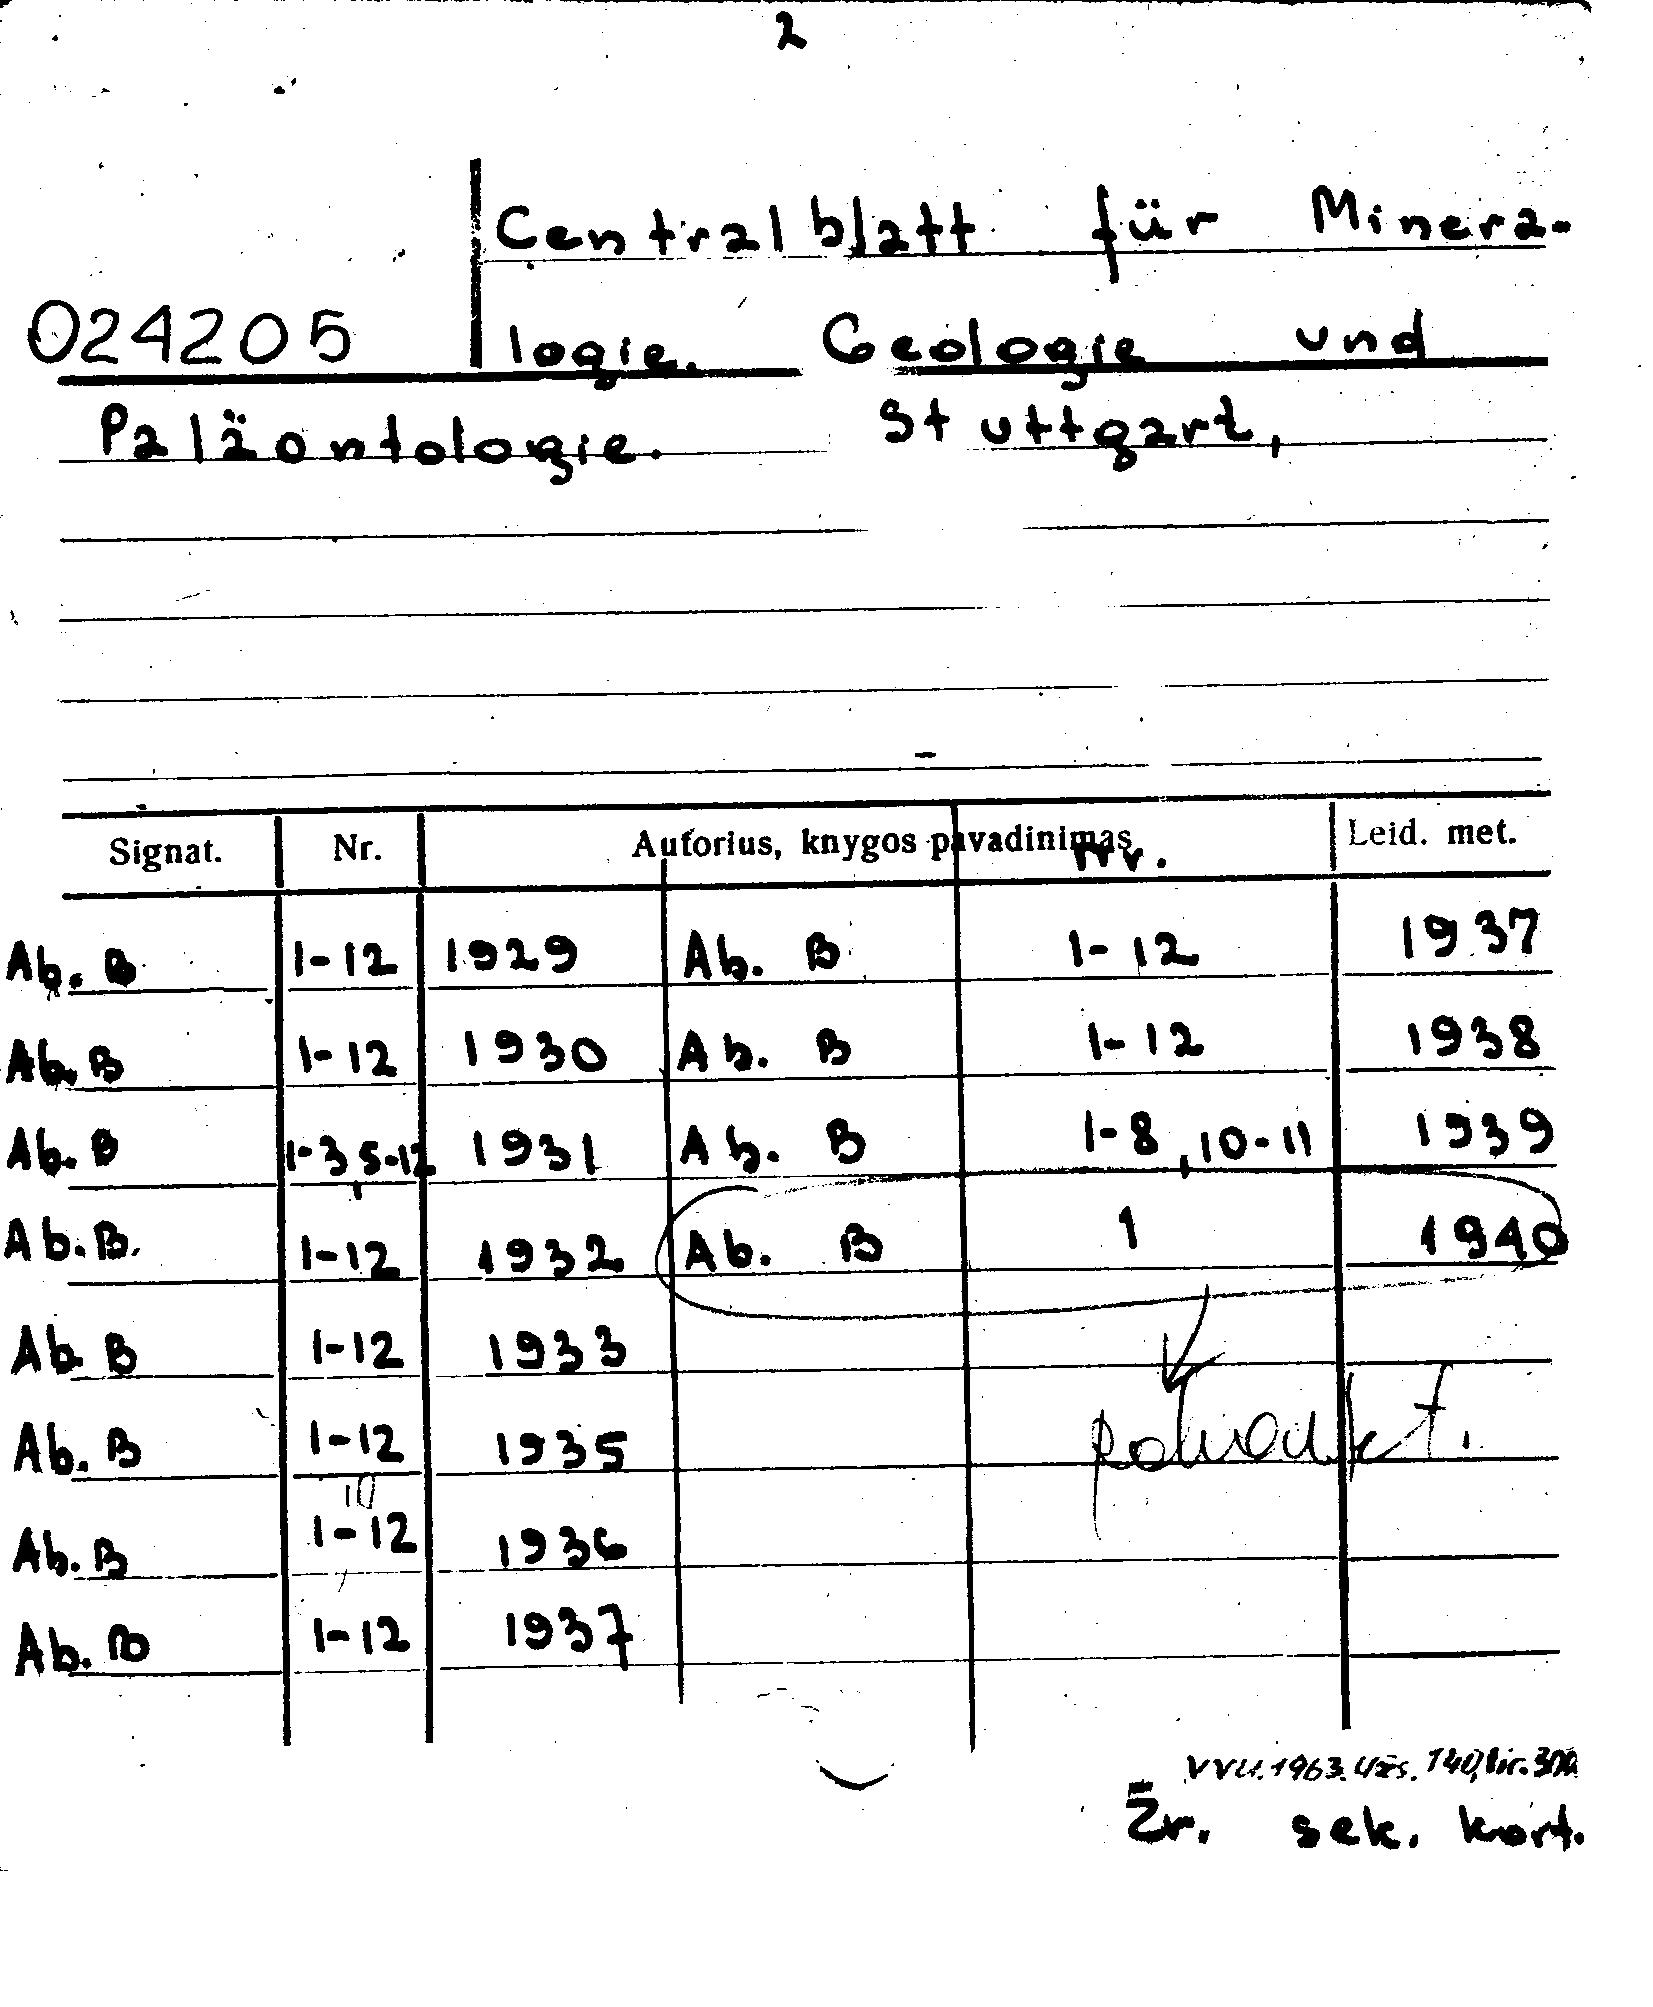 2
Centralblatt für Minera-
024205 logie. Geologie und
Paläontologie. Stuttgart,
Signat. Nr. Autorius, knygos pavadinimas Nr. Leid. met.
Ab. B 1-12 1929 Ab. B 1-12 1937
Ab. B 1-12 1930 Ab. B 1-12 1938
Ab. B 1-3, 5-12 1931 Ab. B 1-8, 10-11 1939
Ab. B. 1-12 1932 Ab. B 1 1940
Ab. B 1-12 1933
Ab. B 1-12 1935
10
Ab. B 1-12 1936
Ab. B 1-12 1937
VVU. 1963. Užs. 140, tir. 300
Žr. sek. kort.